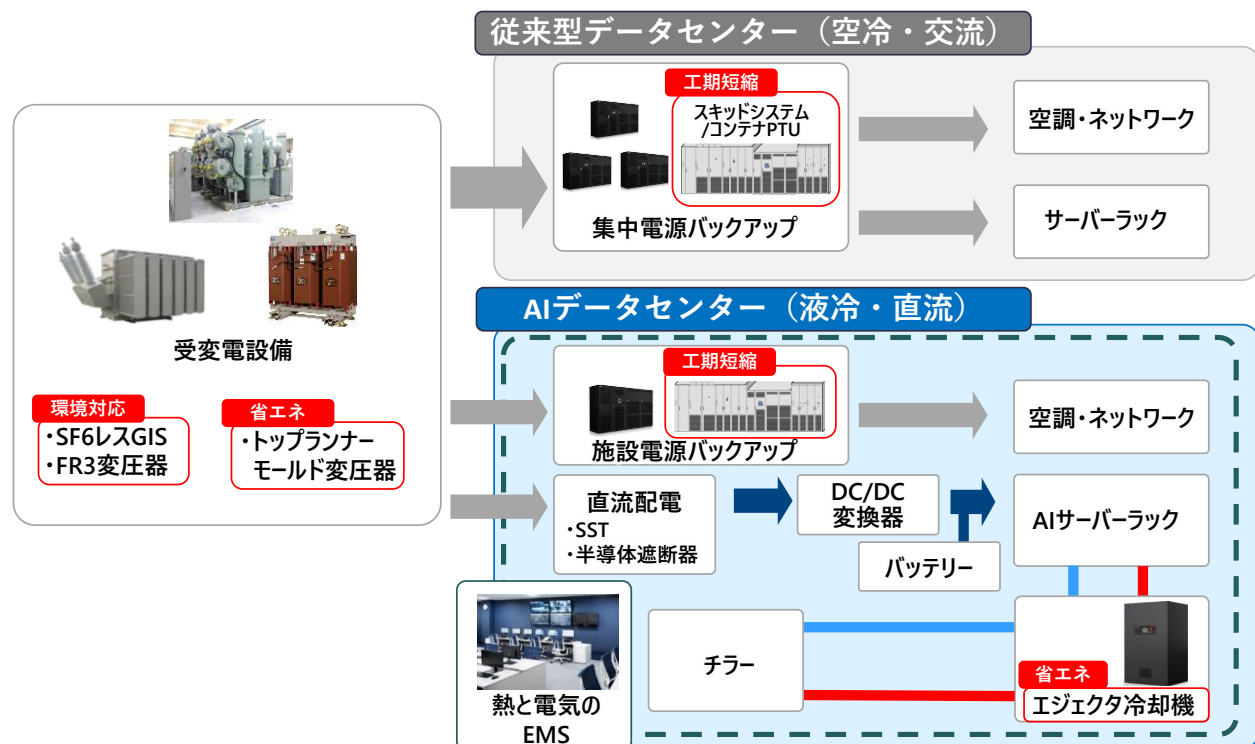 従来型データセンター（空冷・交流）
工期短縮
スキッドシステム
/コンテナPTU
集中電源バックアップ
空調・ネットワーク
サーバーラック
受変電設備
環境対応
・SF6レスGIS
・FR3変圧器
省エネ
・トップランナー
モールド変圧器
AIデータセンター（液冷・直流）
工期短縮
施設電源バックアップ
空調・ネットワーク
直流配電
・SST
・半導体遮断器
DC/DC
変換器
バッテリー
AIサーバーラック
熱と電気の
EMS
チラー
省エネ
エジェクタ冷却機